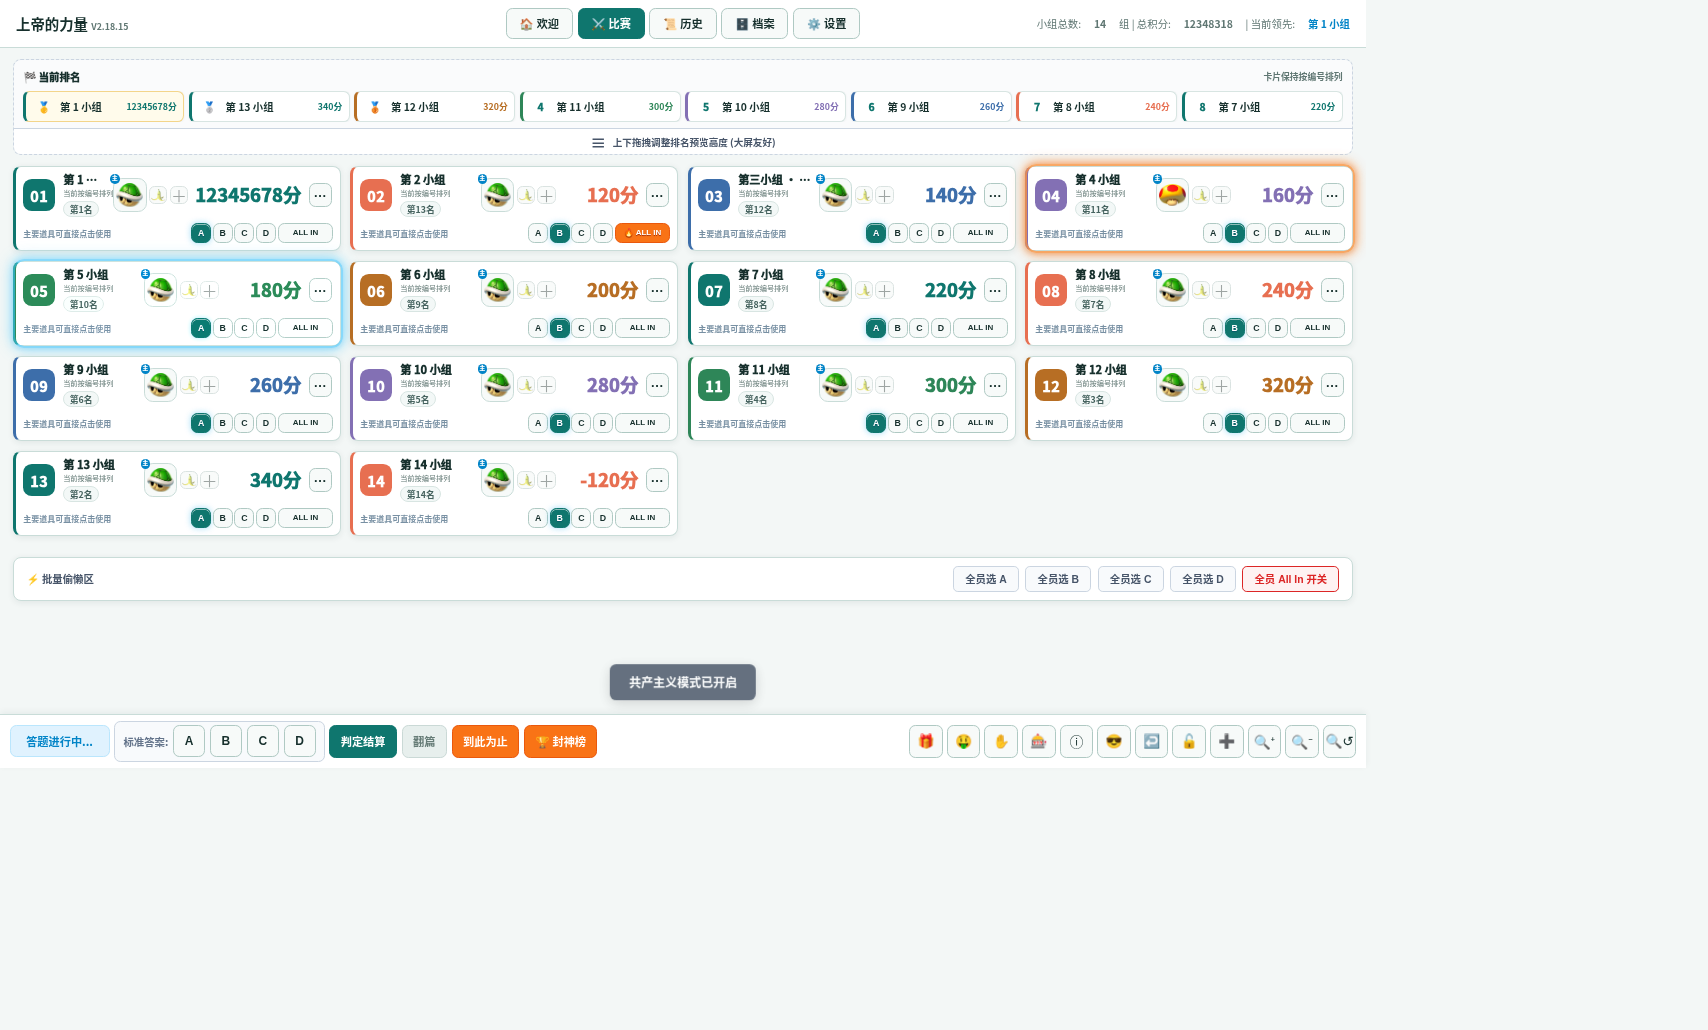 上帝的力量 V2.18.15
🏠 欢迎
⚔️ 比赛
📜 历史
🗄️ 档案
⚙️ 设置
小组总数: 14 组 | 总积分: 12348318 | 当前领先: 第 1 小组
🏁 当前排名
卡片保持按编号排列
🥇 第 1 小组 12345678分
🥈 第 13 小组 340分
🥉 第 12 小组 320分
4 第 11 小组 300分
5 第 10 小组 280分
6 第 9 小组 260分
7 第 8 小组 240分
8 第 7 小组 220分
上下拖拽调整排名预览高度 (大屏友好)
01 第 1 ··· 主 12345678分 ···
当前按编号排列
第1名
主要道具可直接点击使用 A B C D ALL IN
02 第 2 小组 主 120分 ···
当前按编号排列
第13名
主要道具可直接点击使用 A B C D 🔥 ALL IN
03 第三小组 • ··· 主 140分 ···
当前按编号排列
第12名
主要道具可直接点击使用 A B C D ALL IN
04 第 4 小组 主 160分 ···
当前按编号排列
第11名
主要道具可直接点击使用 A B C D ALL IN
05 第 5 小组 主 180分 ···
当前按编号排列
第10名
主要道具可直接点击使用 A B C D ALL IN
06 第 6 小组 主 200分 ···
当前按编号排列
第9名
主要道具可直接点击使用 A B C D ALL IN
07 第 7 小组 主 220分 ···
当前按编号排列
第8名
主要道具可直接点击使用 A B C D ALL IN
08 第 8 小组 主 240分 ···
当前按编号排列
第7名
主要道具可直接点击使用 A B C D ALL IN
09 第 9 小组 主 260分 ···
当前按编号排列
第6名
主要道具可直接点击使用 A B C D ALL IN
10 第 10 小组 主 280分 ···
当前按编号排列
第5名
主要道具可直接点击使用 A B C D ALL IN
11 第 11 小组 主 300分 ···
当前按编号排列
第4名
主要道具可直接点击使用 A B C D ALL IN
12 第 12 小组 主 320分 ···
当前按编号排列
第3名
主要道具可直接点击使用 A B C D ALL IN
13 第 13 小组 主 340分 ···
当前按编号排列
第2名
主要道具可直接点击使用 A B C D ALL IN
14 第 14 小组 主 -120分 ···
当前按编号排列
第14名
主要道具可直接点击使用 A B C D ALL IN
⚡ 批量偷懒区
全员选 A
全员选 B
全员选 C
全员选 D
全员 All In 开关
共产主义模式已开启
答题进行中...
标准答案: A B C D
判定结算
翻篇
到此为止
🏆 封神榜